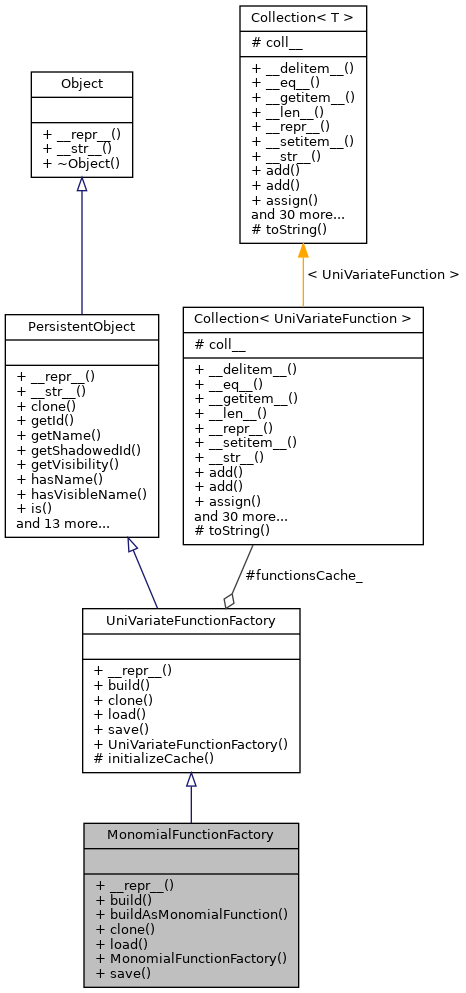 Collection< T >
# coll__
+ __delitem__()
+ __eq__()
+ __getitem__()
+ __len__()
+ __repr__()
+ __setitem__()
+ __str__()
+ add()
+ add()
+ assign()
and 30 more...
# toString()
Object
+ __repr__()
+ __str__()
+ ~Object()
< UniVariateFunction >
PersistentObject
+ __repr__()
+ __str__()
+ clone()
+ getId()
+ getName()
+ getShadowedId()
+ getVisibility()
+ hasName()
+ hasVisibleName()
+ is()
and 13 more...
Collection< UniVariateFunction >
# coll__
+ __delitem__()
+ __eq__()
+ __getitem__()
+ __len__()
+ __repr__()
+ __setitem__()
+ __str__()
+ add()
+ add()
+ assign()
and 30 more...
# toString()
#functionsCache_
UniVariateFunctionFactory
+ __repr__()
+ build()
+ clone()
+ load()
+ save()
+ UniVariateFunctionFactory()
# initializeCache()
MonomialFunctionFactory
+ __repr__()
+ build()
+ buildAsMonomialFunction()
+ clone()
+ load()
+ MonomialFunctionFactory()
+ save()